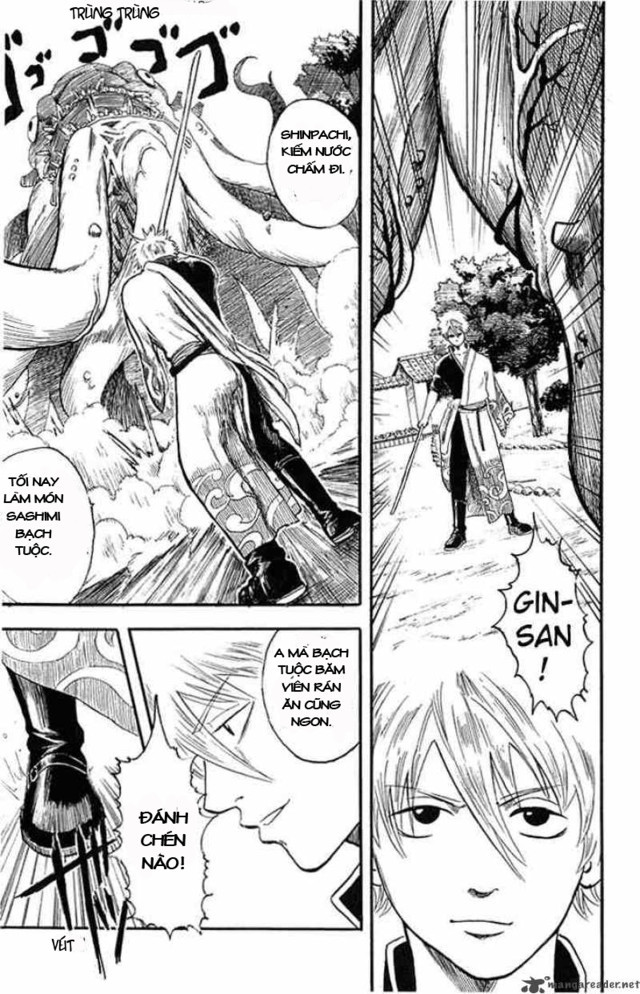 GIN-
SAN
!
TRÙNG TRÙNG
ゴゴゴゴゴ
SHINPACHI,
KIẾM NƯỚC
CHẤM ĐI.
TỐI NAY
LÀM MÓN
SASHIMI
BẠCH
TUỘC.
A MÀ BẠCH
TUỘC BĂM
VIÊN RÁN
ĂN CŨNG
NGON.
ĐÁNH
CHÉN
NÀO!
VÚT
mangareader.net